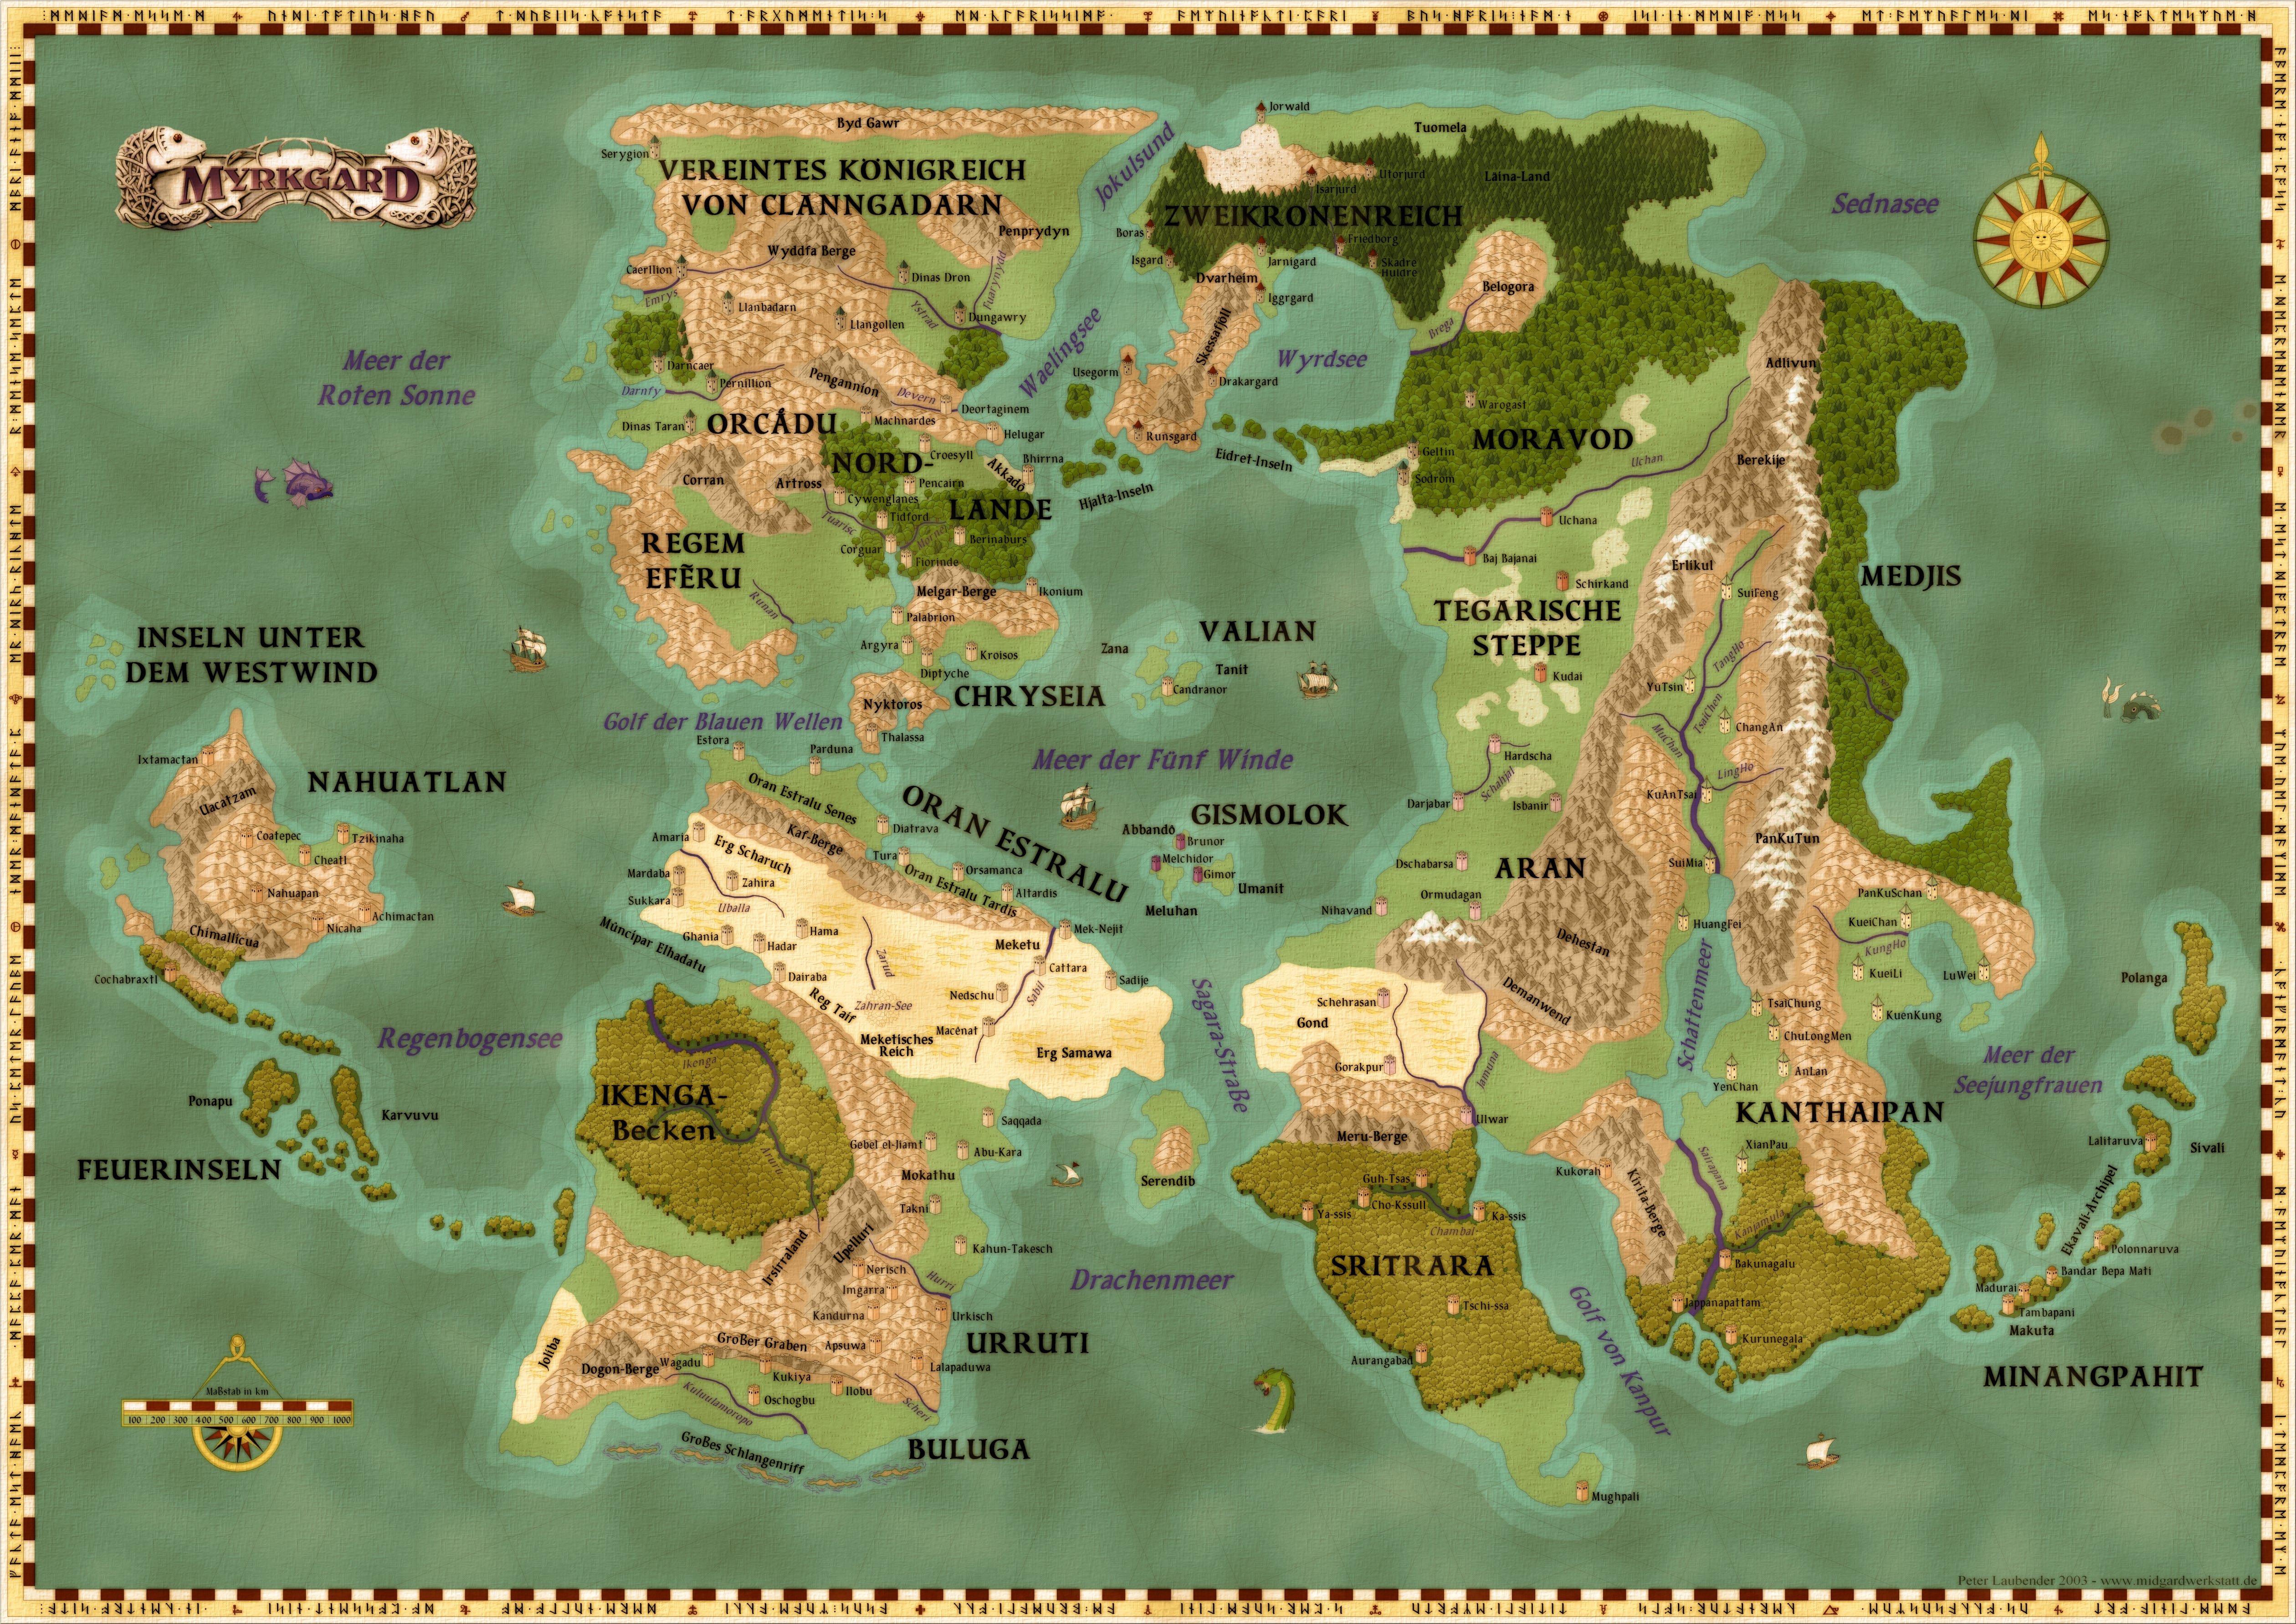 MYRKGARD
Byd Gawr
Serygion
VEREINTES KÖNIGREICH
VON CLANNGADARN
Wyddfa Berge
Penprydyn
Caerllion
Emrys
Dinas Dron
Fuarynydd
Llanbadarn
Llangollen
Ystrad
Dungawry
Darncaer
Darnfy
Pernillion
Pengannion
Devern
Deortaginem
Machnardes
Dinas Taran
ORCÁDU
Helugar
Jokulsund
Waelingsee
Jorwald
Tuomela
Isarjurd
Utorjurd
Laina-Land
ZWEIKRONENREICH
Boras
Isgard
Jarnigard
Friedborg
Skadre
Huldre
Dvarheim
Iggrgard
Skessafjöll
Usegorm
Drakargard
Runsgard
Wyrdsee
Belogora
Brega
Sednasee
Adlivun
Warogast
MORAVOD
Geltin
Sodrom
Uchan
Berekije
Eidret-Inseln
Hjalta-Inseln
Meer der
Roten Sonne
NORD-
LANDE
Croesyll
Akkadô
Bhirrna
Pencairn
Cywenglanes
Corran
Artross
Tuarisc
Tidford
Corguar
Berinaburs
Fiorinde
REGEM
EFẼRU
Runan
Melgar-Berge
Ikonium
Palabrion
Argyra
Kroisos
Diptyche
Nyktoros
CHRYSEIA
Thalassa
Zana
VALIAN
Tanit
Candranor
Uchana
Baj Bajanai
Schirkand
TEGARISCHE
STEPPE
Kudai
Erlikul
SuiFeng
MEDJIS
TangHo
YuTsin
TsaiChen
ChangAn
MuChan
LingHo
KuAnTsai
PanKuTun
SuiMia
INSELN UNTER
DEM WESTWIND
Ixtamactan
NAHUATLAN
Uacatzam
Coatepec
Tzikinaha
Cheatl
Nahuapan
Achimactan
Nicaha
Chimallicua
Cochabraxtl
Golf der Blauen Wellen
Estora
Parduna
Meer der Fünf Winde
ORAN ESTRALU
Oran Estralu Senes
Kaf-Berge
Diatrava
Amaria
Erg Scharuch
Tura
Orsamanca
Oran Estralu Tardis
Altardis
Mardaba
Zahira
Sukkara
Uballa
Ghania
Hadar
Hama
Múncipar Elhadatu
Dairaba
Zarud
Zahran-See
Reg Taif
Meketu
Mek-Nejit
Cattara
Sadije
Nedschu
Sabil
Macénat
Meketisches
Reich
Erg Samawa
GISMOLOK
Abbandô
Brunor
Melchidor
Gimor
Umanit
Meluhan
Hardscha
Schahjal
Darjabar
Isbanir
Dschabarsa
ARAN
Ormudagan
Nihavand
Dehestan
Demanwend
Schehrasan
Gond
Gorakpur
Jamuna
Ulwar
Meru-Berge
Sagara-Straße
Schattenmeer
HuangFei
PanKuSchan
KueiChan
KungHo
KueiLi
LuWei
TsaiChung
KuenKung
ChuLongMen
YenChan
AnLan
KANTHAIPAN
XianPau
Meer der
Seejungfrauen
Polanga
Regenbogensee
Ponapu
Karvuvu
FEUERINSELN
IKENGA-
Becken
Ikenga
Saqqada
Gebel el-Jiamt
Abu-Kara
Mokathu
Takni
Kahun-Takesch
Serendib
Irsirraland
Upelluri
Nerisch
Imgarra
Hurri
Kandurna
Urkisch
URRUTI
Großer Graben
Apsuwa
Lalapaduwa
Joliba
Dogon-Berge
Wagadu
Kukiya
Oschogbu
Ilobu
Kuluulamoropo
Scheri
Großes Schlangenriff
BULUGA
Drachenmeer
Guh-Tsas
Cho-Kssull
Ya-ssis
Ka-ssis
Chambal
SRITRARA
Tschi-ssa
Aurangabad
Golf von Kanpur
Mughpali
Kukorah
Kirita-Berge
Sairapana
Kanjamula
Bakunagalu
Jappanapattam
Kurunegala
Lalitaruva
Sivali
Ekavali-Archipel
Polonnaruva
Bandar Bepa Mati
Madurai
Tambapani
Makuta
MINANGPAHIT
Maßstab in km
100 200 300 400 500 600 700 800 900 1000
Peter Laubender 2003 - www.midgardwerkstatt.de